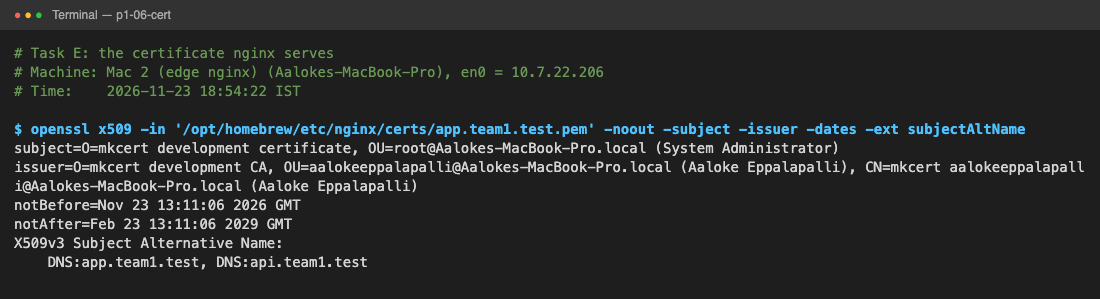 Terminal — p1-06-cert
# Task E: the certificate nginx serves
# Machine: Mac 2 (edge nginx) (Aalokes-MacBook-Pro), en0 = 10.7.22.206
# Time:    2026-11-23 18:54:22 IST
$ openssl x509 -in '/opt/homebrew/etc/nginx/certs/app.team1.test.pem' -noout -subject -issuer -dates -ext subjectAltName
subject=O=mkcert development certificate, OU=root@Aalokes-MacBook-Pro.local (System Administrator)
issuer=O=mkcert development CA, OU=aalokeeppalapalli@Aalokes-MacBook-Pro.local (Aaloke Eppalapalli), CN=mkcert aalokeeppalapall
i@Aalokes-MacBook-Pro.local (Aaloke Eppalapalli)
notBefore=Nov 23 13:11:06 2026 GMT
notAfter=Feb 23 13:11:06 2029 GMT
X509v3 Subject Alternative Name:
    DNS:app.team1.test, DNS:api.team1.test